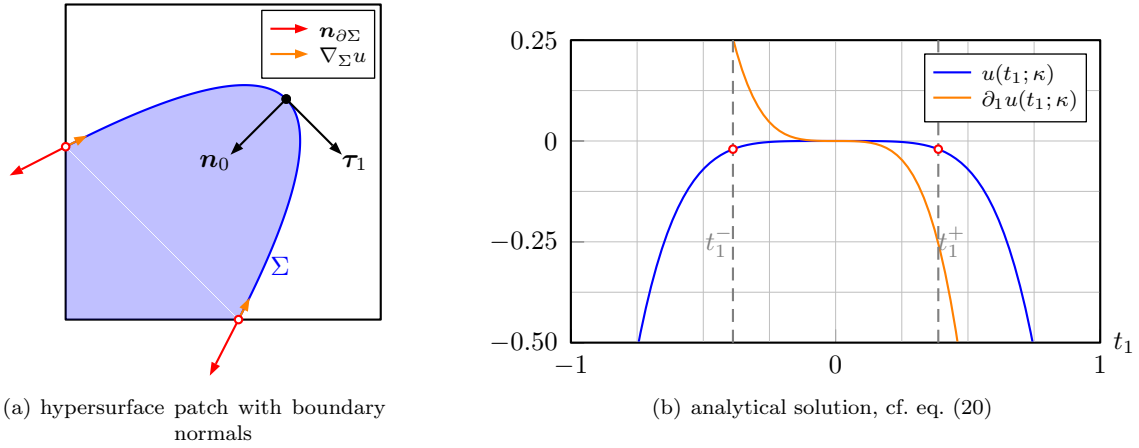 n∂Σ
∇Σu
n0
τ1
Σ
(a) hypersurface patch with boundary
normals
0.25
0
−0.25
−0.50
−1
0
1
t1
u(t1; κ)
∂1u(t1; κ)
t1−
t1+
(b) analytical solution, cf. eq. (20)